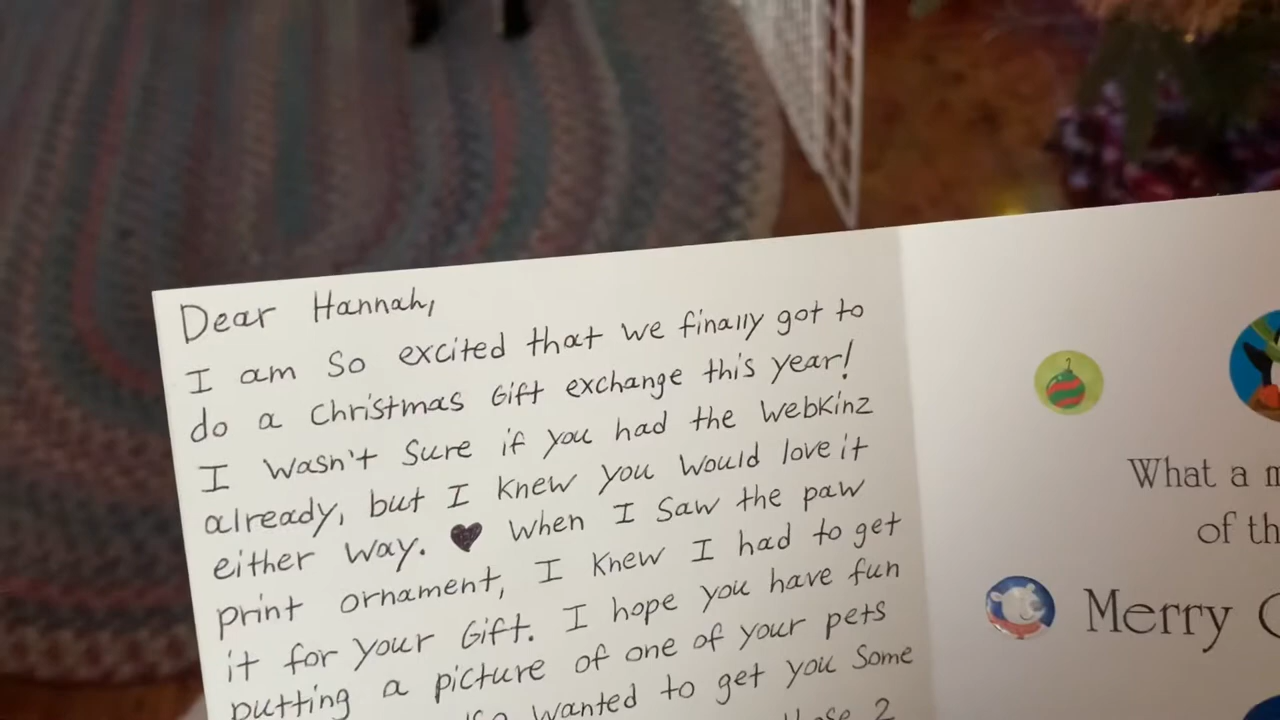 Dear Hannah,
I am so excited that we finally got to
do a Christmas Gift exchange this year!
I wasn't sure if you had the webkinz
already, but I knew you would love it
either way. ♥ When I saw the paw
print ornament, I knew I had to get
it for your Gift. I hope you have fun
putting a picture of one of your pets
wanted to get you some
2
What a
of th
Merry